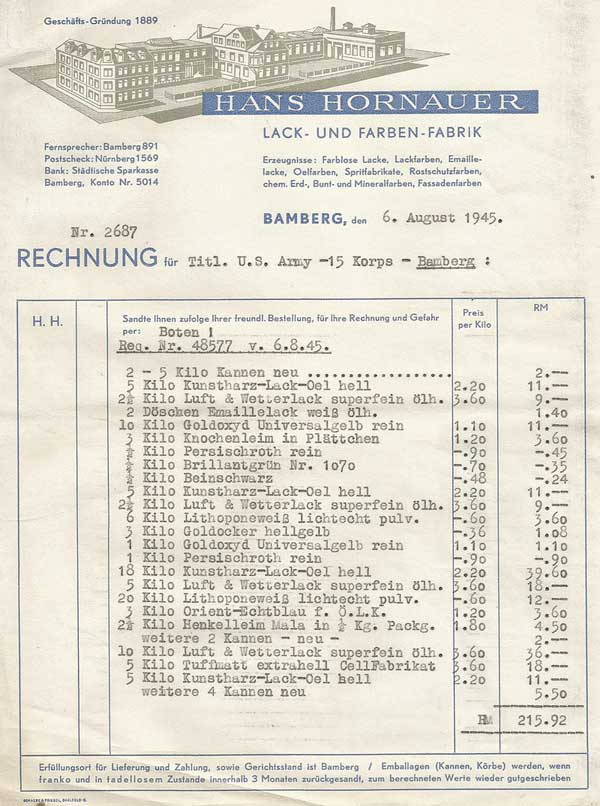 Geschäfts-Gründung 1889
HANS HORNAUER
LACK- UND FARBEN-FABRIK
Fernsprecher: Bamberg 891
Postscheck: Nürnberg 1569
Bank: Städtische Sparkasse
Bamberg, Konto Nr. 5014
Erzeugnisse: Farblose Lacke, Lackfarben, Emaille-
lacke, Oelfarben, Spritfabrikate, Rostschutzfarben,
chem. Erd-, Bunt- und Mineralfarben, Fassadenfarben
BAMBERG, den 6. August 1945.
Nr. 2687
RECHNUNG für Titl. U.S. Army -15 Korps - Bamberg :
H. H.
Sandte Ihnen zufolge Ihrer freundl. Bestellung, für Ihre Rechnung und Gefahr
per: Boten 1
Preis
per Kilo
RM
Req. Nr. 48577 v. 6.8.45.
2 - 5 Kilo Kannen neu .................. 2.--
5 Kilo Kunstharz-Lack-Oel hell 2.20 11.--
2½ Kilo Luft & Wetterlack superfein ölh. 3.60 9.--
2 Döschen Emaillelack weiß ölh. 1.40
10 Kilo Goldoxyd Universalgelb rein 1.10 11.--
3 Kilo Knochenleim in Plättchen 1.20 3.60
½ Kilo Persischroth rein -.90 -.45
½ Kilo Brillantgrün Nr. 1070 -.70 -.35
½ Kilo Beinschwarz -.48 -.24
5 Kilo Kunstharz-Lack-Oel hell 2.20 11.--
2½ Kilo Luft & Wetterlack superfein ölh. 3.60 9.--
6 Kilo Lithoponeweiß lichtecht pulv. -.60 3.60
3 Kilo Goldocker hellgelb -.36 1.08
1 Kilo Goldoxyd Universalgelb rein 1.10 1.10
1 Kilo Persischroth rein -.90 -.90
18 Kilo Kunstharz-Lack-Oel hell 2.20 39.60
5 Kilo Luft & Wetterlack superfein ölh. 3.60 18.--
20 Kilo Lithoponeweiß lichtecht pulv. -.60 12.--
3 Kilo Orient-Echtblau f. Ö.L.K. 1.20 3.60
2½ Kilo Henkelleim Mala in ½ Kg. Packg. 1.80 4.50
weitere 2 Kannen - neu - 2.--
10 Kilo Luft & Wetterlack superfein ölh. 3.60 36.--
5 Kilo Tuffmatt extrahell CellFabrikat 3.60 18.--
5 Kilo Kunstharz-Lack-Oel hell 2.20 11.--
weitere 4 Kannen neu 5.50
RM 215.92
Erfüllungsort für Lieferung und Zahlung, sowie Gerichtsstand ist Bamberg / Emballagen (Kannen, Körbe) werden, wenn
franko und in tadellosem Zustande innerhalb 3 Monaten zurückgesandt, zum berechneten Werte wieder gutgeschrieben